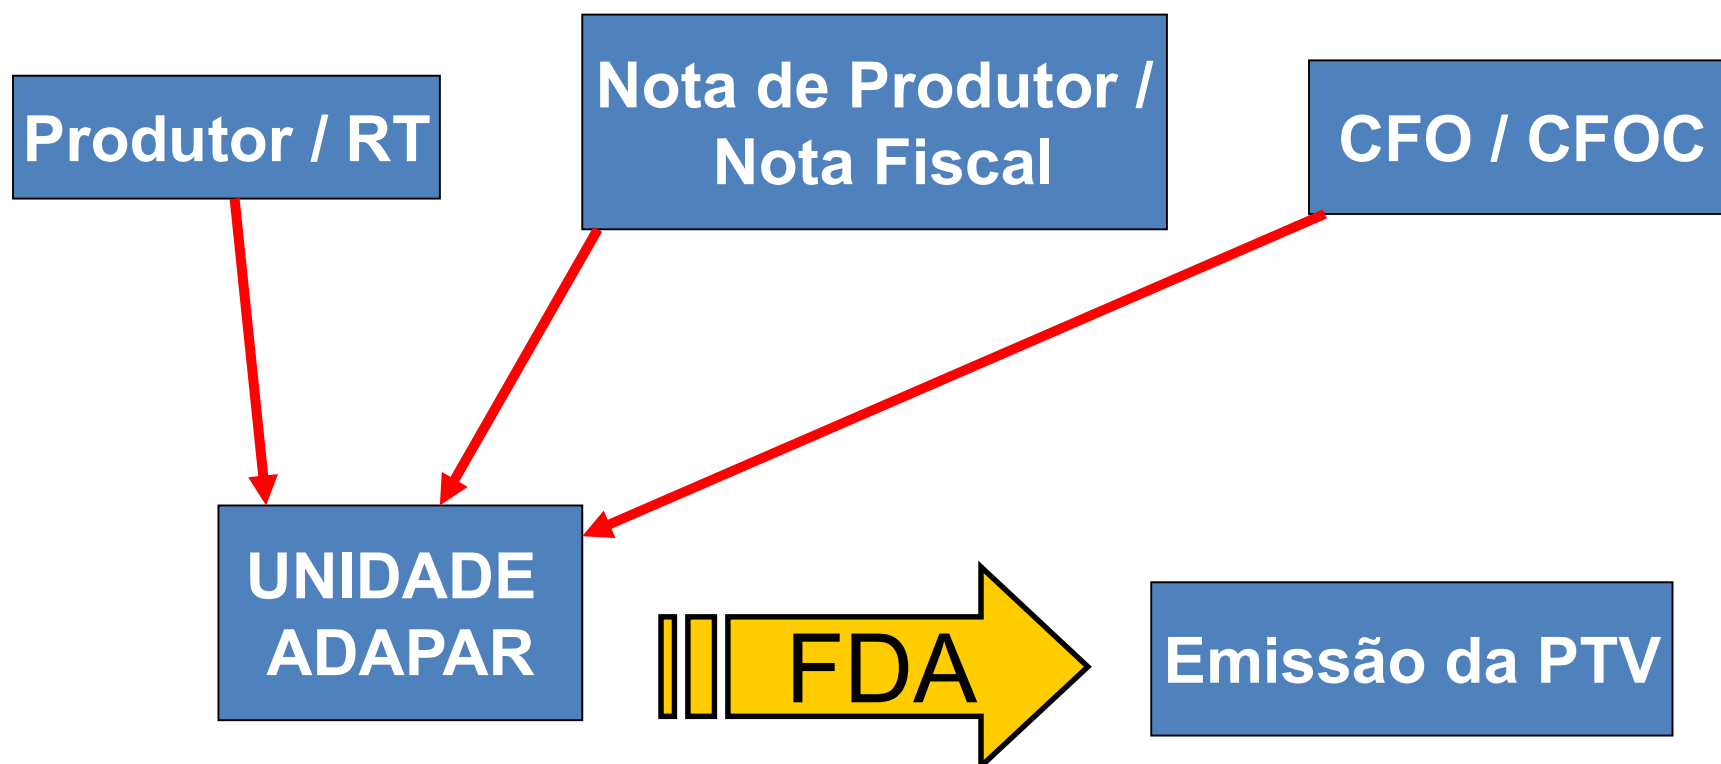 Produtor / RT
Nota de Produtor /
Nota Fiscal
CFO / CFOC
UNIDADE
ADAPAR
FDA
Emissão da PTV